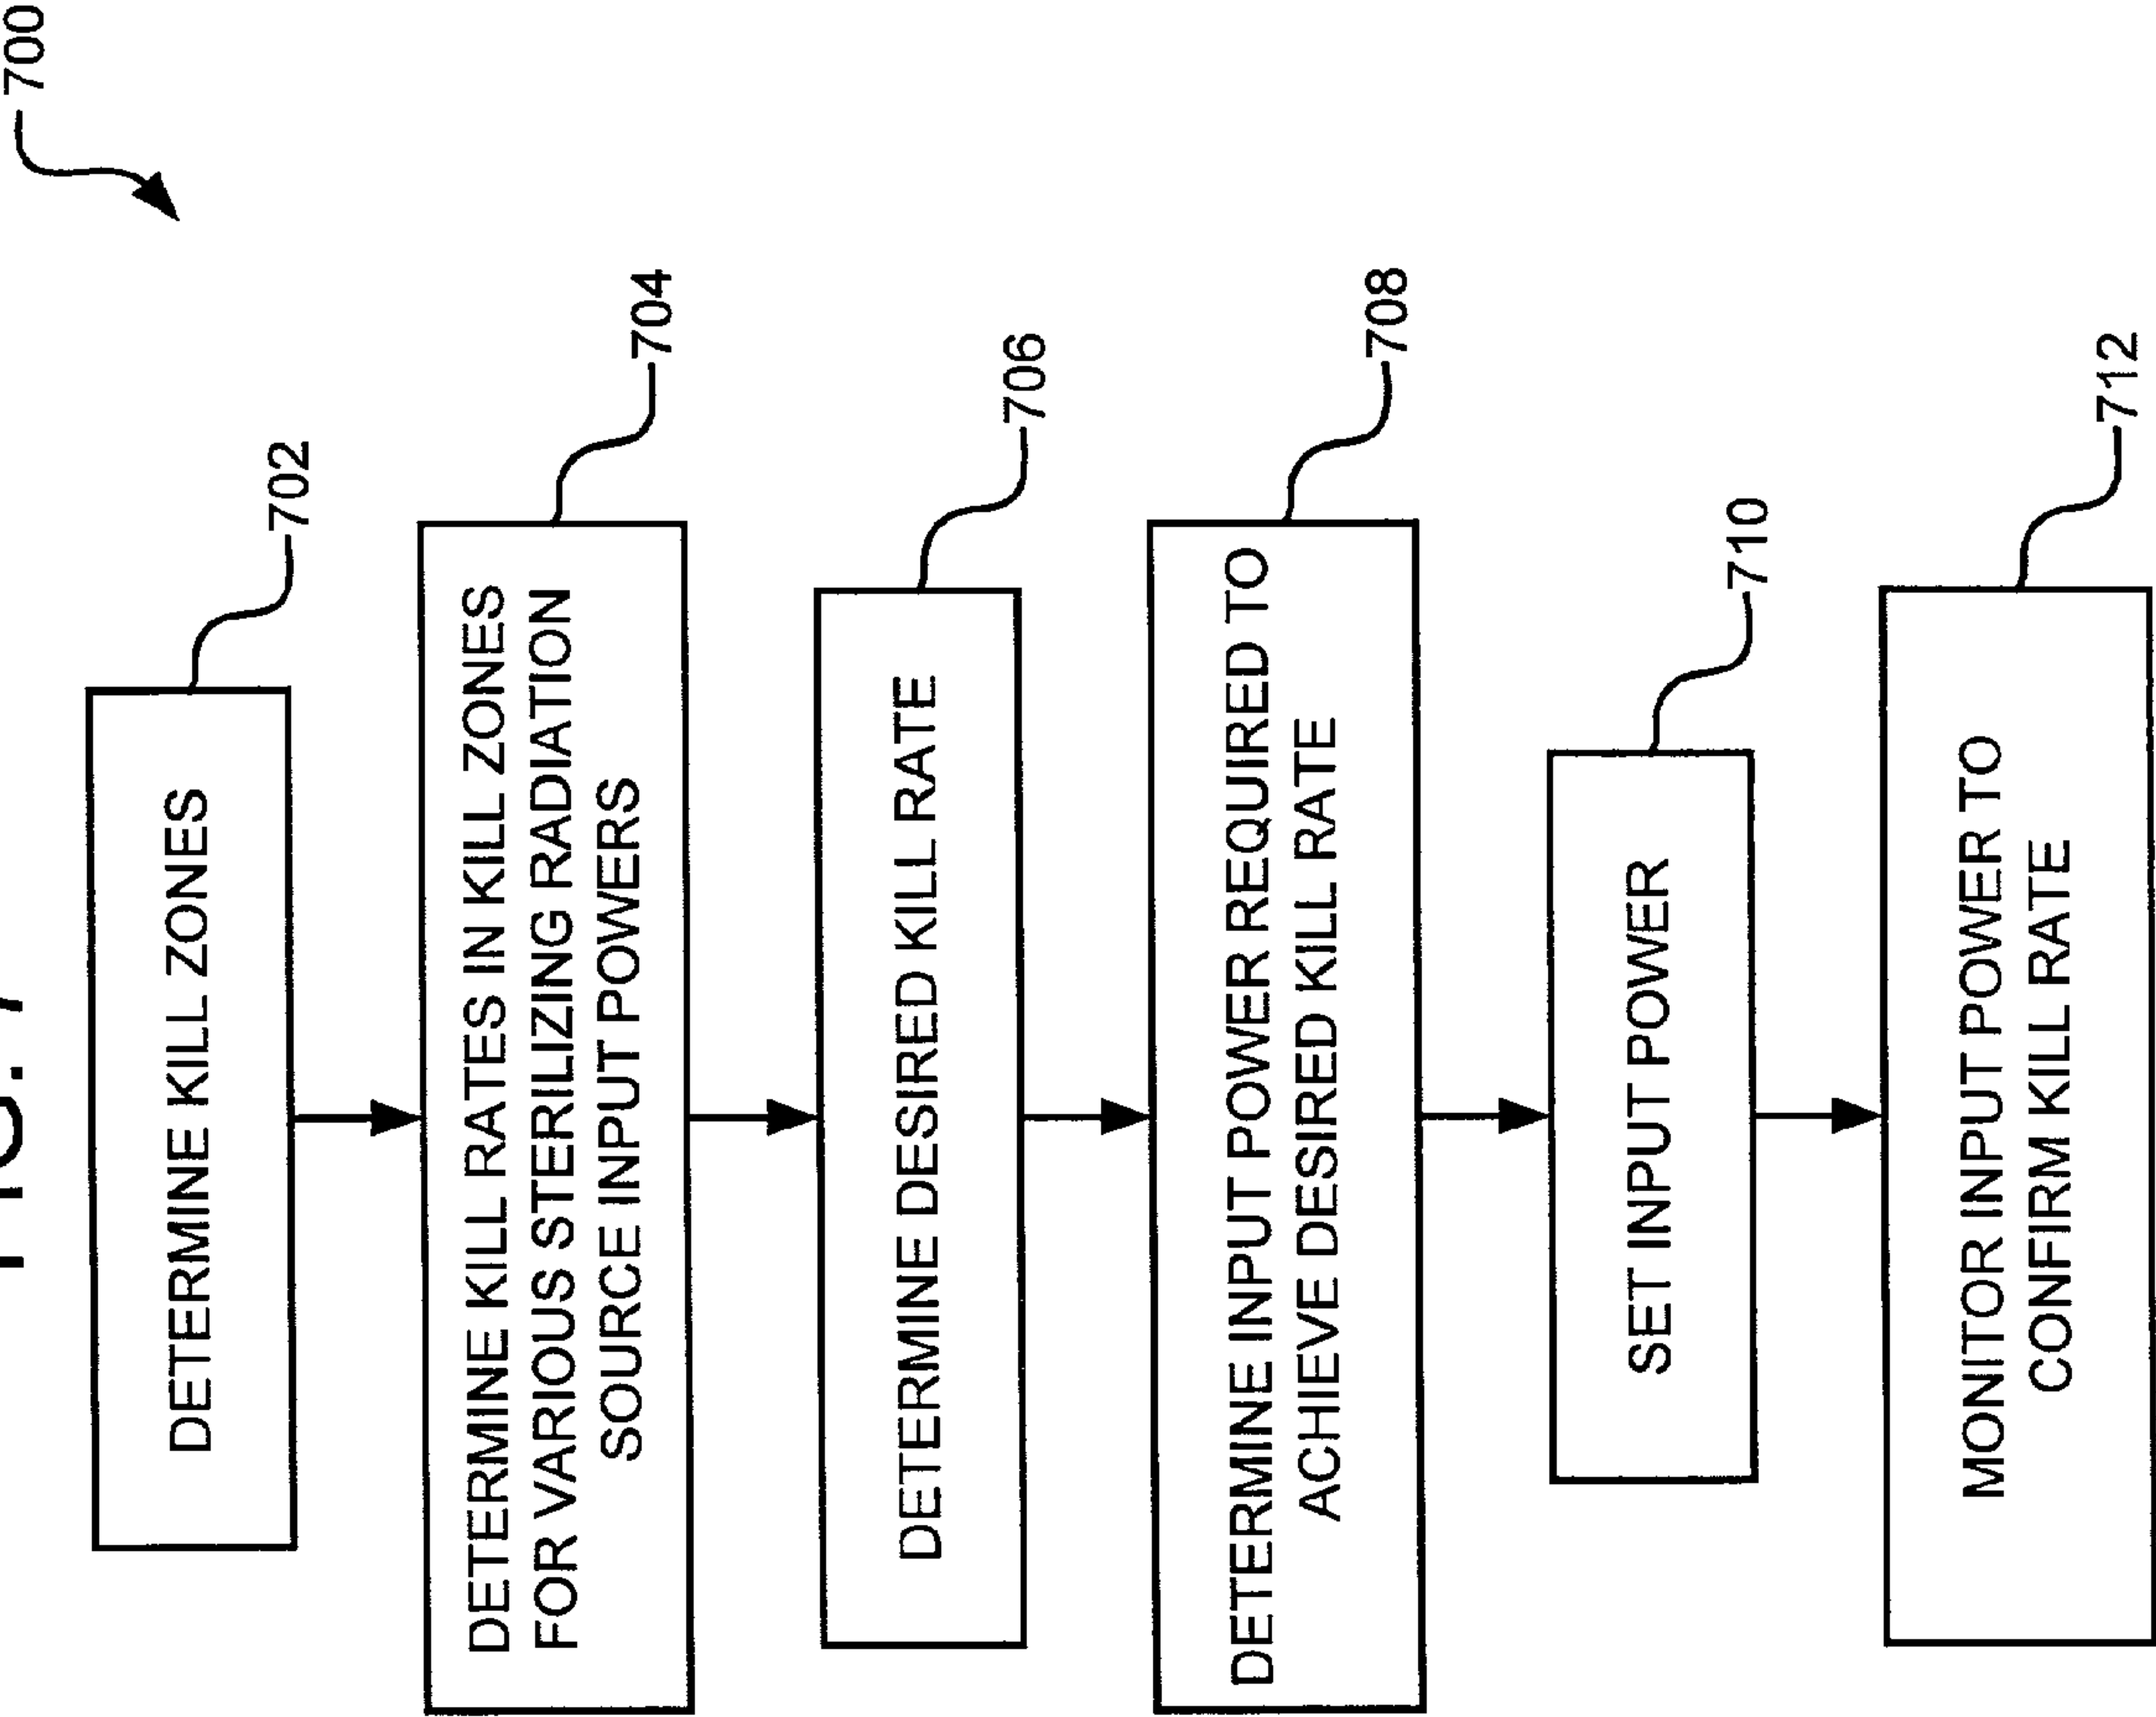 700
DETERMINE KILL ZONES
702
DETERMINE KILL RATES IN KILL ZONES
FOR VARIOUS STERILIZING RADIATION
SOURCE INPUT POWERS
704
DETERMINE DESIRED KILL RATE
706
DETERMINE INPUT POWER REQUIRED TO
ACHIEVE DESIRED KILL RATE
708
SET INPUT POWER
710
MONITOR INPUT POWER TO
CONFIRM KILL RATE
712